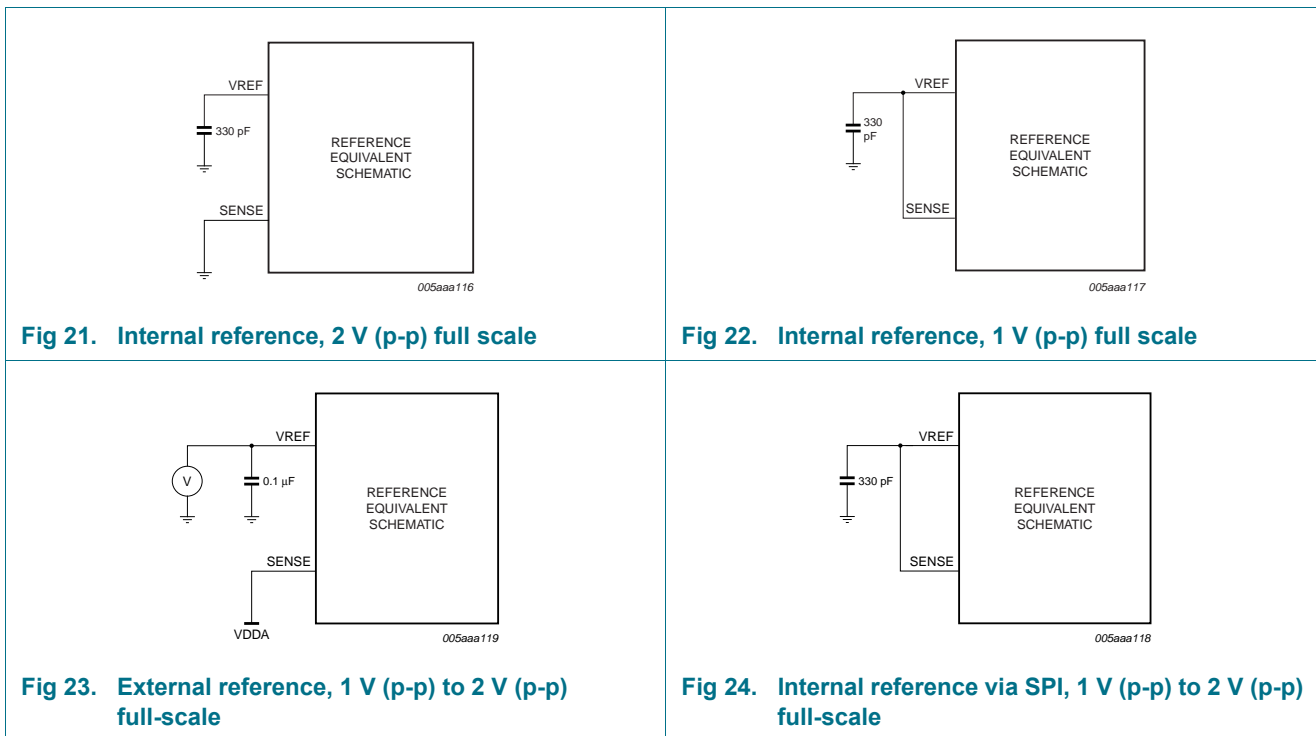 VREF
330 pF
REFERENCE
EQUIVALENT
SCHEMATIC
SENSE
005aaa116
Fig 21. Internal reference, 2 V (p-p) full scale
VREF
330
pF
REFERENCE
EQUIVALENT
SCHEMATIC
SENSE
005aaa117
Fig 22. Internal reference, 1 V (p-p) full scale
VREF
V
0.1 μF
REFERENCE
EQUIVALENT
SCHEMATIC
SENSE
VDDA
005aaa119
Fig 23. External reference, 1 V (p-p) to 2 V (p-p)
full-scale
VREF
330 pF
REFERENCE
EQUIVALENT
SCHEMATIC
SENSE
005aaa118
Fig 24. Internal reference via SPI, 1 V (p-p) to 2 V (p-p)
full-scale